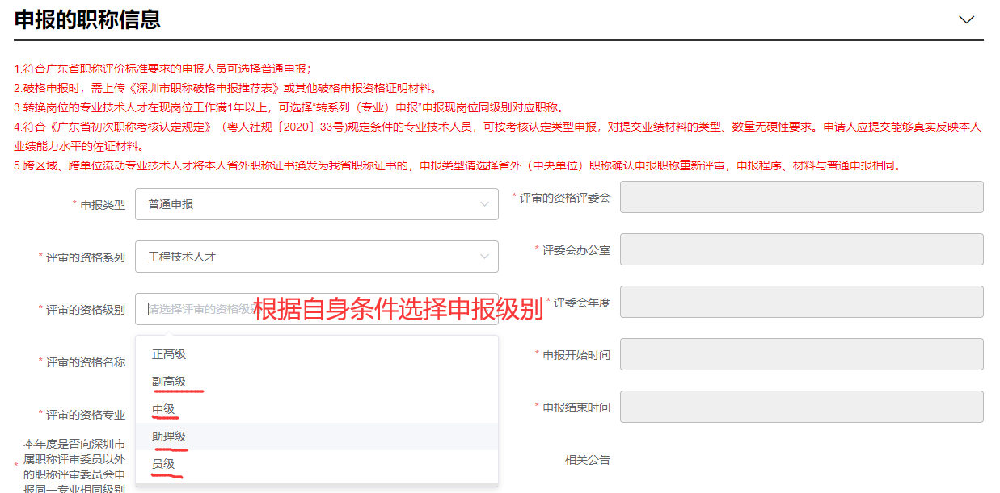 申报的职称信息
1.符合广东省职称评价标准要求的申报人员可选择普通申报；
2.破格申报时，需上传《深圳市职称破格申报推荐表》或其他破格申报资格证明材料。
3.转换岗位的专业技术人才在现岗位工作满1年以上，可选择“转系列（专业）申报”申报现岗位同级别对应职称。
4.符合《广东省初次职称考核认定规定》（粤人社规〔2020〕33号)规定条件的专业技术人员，可按考核认定类型申报，对提交业绩材料的类型、数量无硬性要求。申请人应提交能够真实反映本人
业绩能力水平的佐证材料。
5.跨区域、跨单位流动专业技术人才将本人省外职称证书换发为我省职称证书的，申报类型请选择省外（中央单位）职称确认申报职称重新评审，申报程序、材料与普通申报相同。
* 申报类型 普通申报
* 评审的资格评委会
* 评审的资格系列 工程技术人才
* 评委会办公室
* 评审的资格级别 请选择评审的资格级别
根据自身条件选择申报级别
* 评委会年度
* 评审的资格名称
* 申报开始时间
* 评审的资格专业
* 申报结束时间
正高级
副高级
中级
助理级
员级
* 本年度是否向深圳市
属职称评审委员以外
的职称评审委员会申
报同一专业相同级别
相关公告